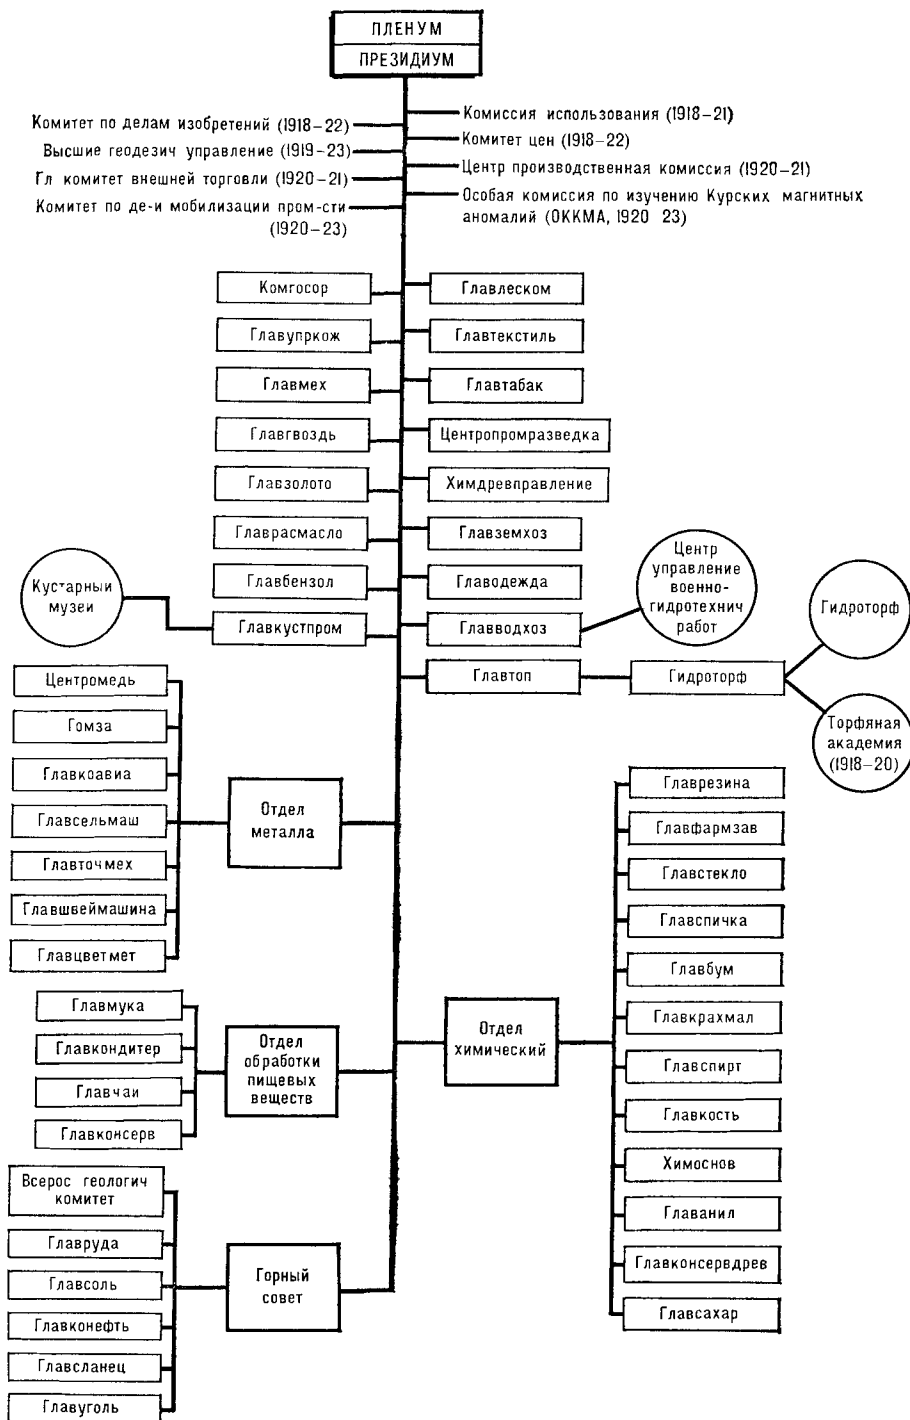 ПЛЕНУМ
ПРЕЗИДИУМ
Комитет по делам изобретений (1918–22)
Высшие геодезич управление (1919–23)
Гл комитет внешней торговли (1920–21)
Комитет по де-и мобилизации пром-сти
(1920–23)
Комиссия использования (1918–21)
Комитет цен (1918–22)
Центр производственная комиссия (1920–21)
Особая комиссия по изучению Курских магнитных
аномалий (ОККМА, 1920 23)
Комгосор
Главупркож
Главмех
Главгвоздь
Главзолото
Главрасмасло
Главбензол
Главкустпром
Кустарный
музеи
Главлеском
Главтекстиль
Главтабак
Центропромразведка
Химдревправление
Главземхоз
Главодежда
Главводхоз
Главтоп
Центр
управление
военно-
гидротехнич
работ
Гидроторф
Гидроторф
Торфяная
академия
(1918–20)
Центромедь
Гомза
Главкоавиа
Главсельмаш
Главточмех
Главшвеймашина
Главцветмет
Отдел
металла
Главмука
Главкондитер
Главчаи
Главконсерв
Отдел
обработки
пищевых
веществ
Всерос геологич
комитет
Главруда
Главсоль
Главконефть
Главсланец
Главуголь
Горный
совет
Отдел
химический
Главрезина
Главфармзав
Главстекло
Главспичка
Главбум
Главкрахмал
Главспирт
Главкость
Химоснов
Главанил
Главконсервдрев
Главсахар